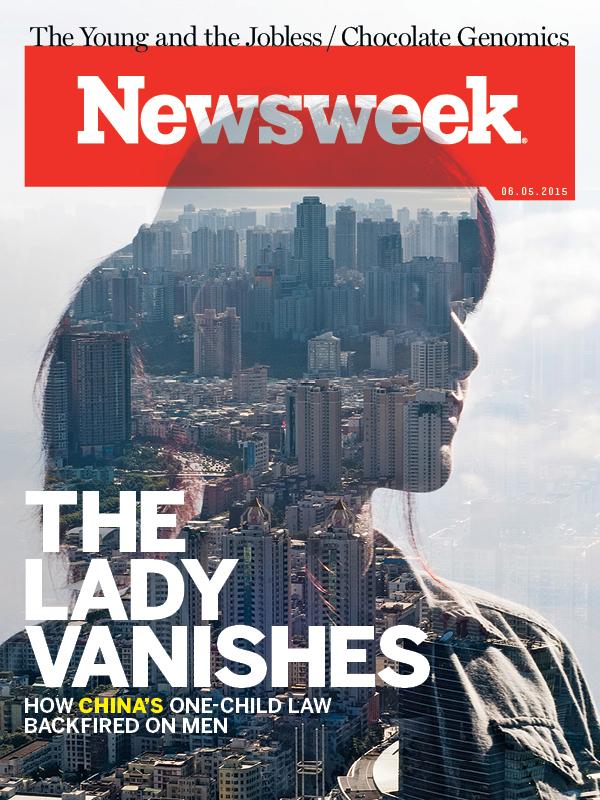 The Young and the Jobless / Chocolate Genomics
Newsweek®
06.05.2015
THE
LADY
VANISHES
HOW CHINA'S ONE-CHILD LAW
BACKFIRED ON MEN